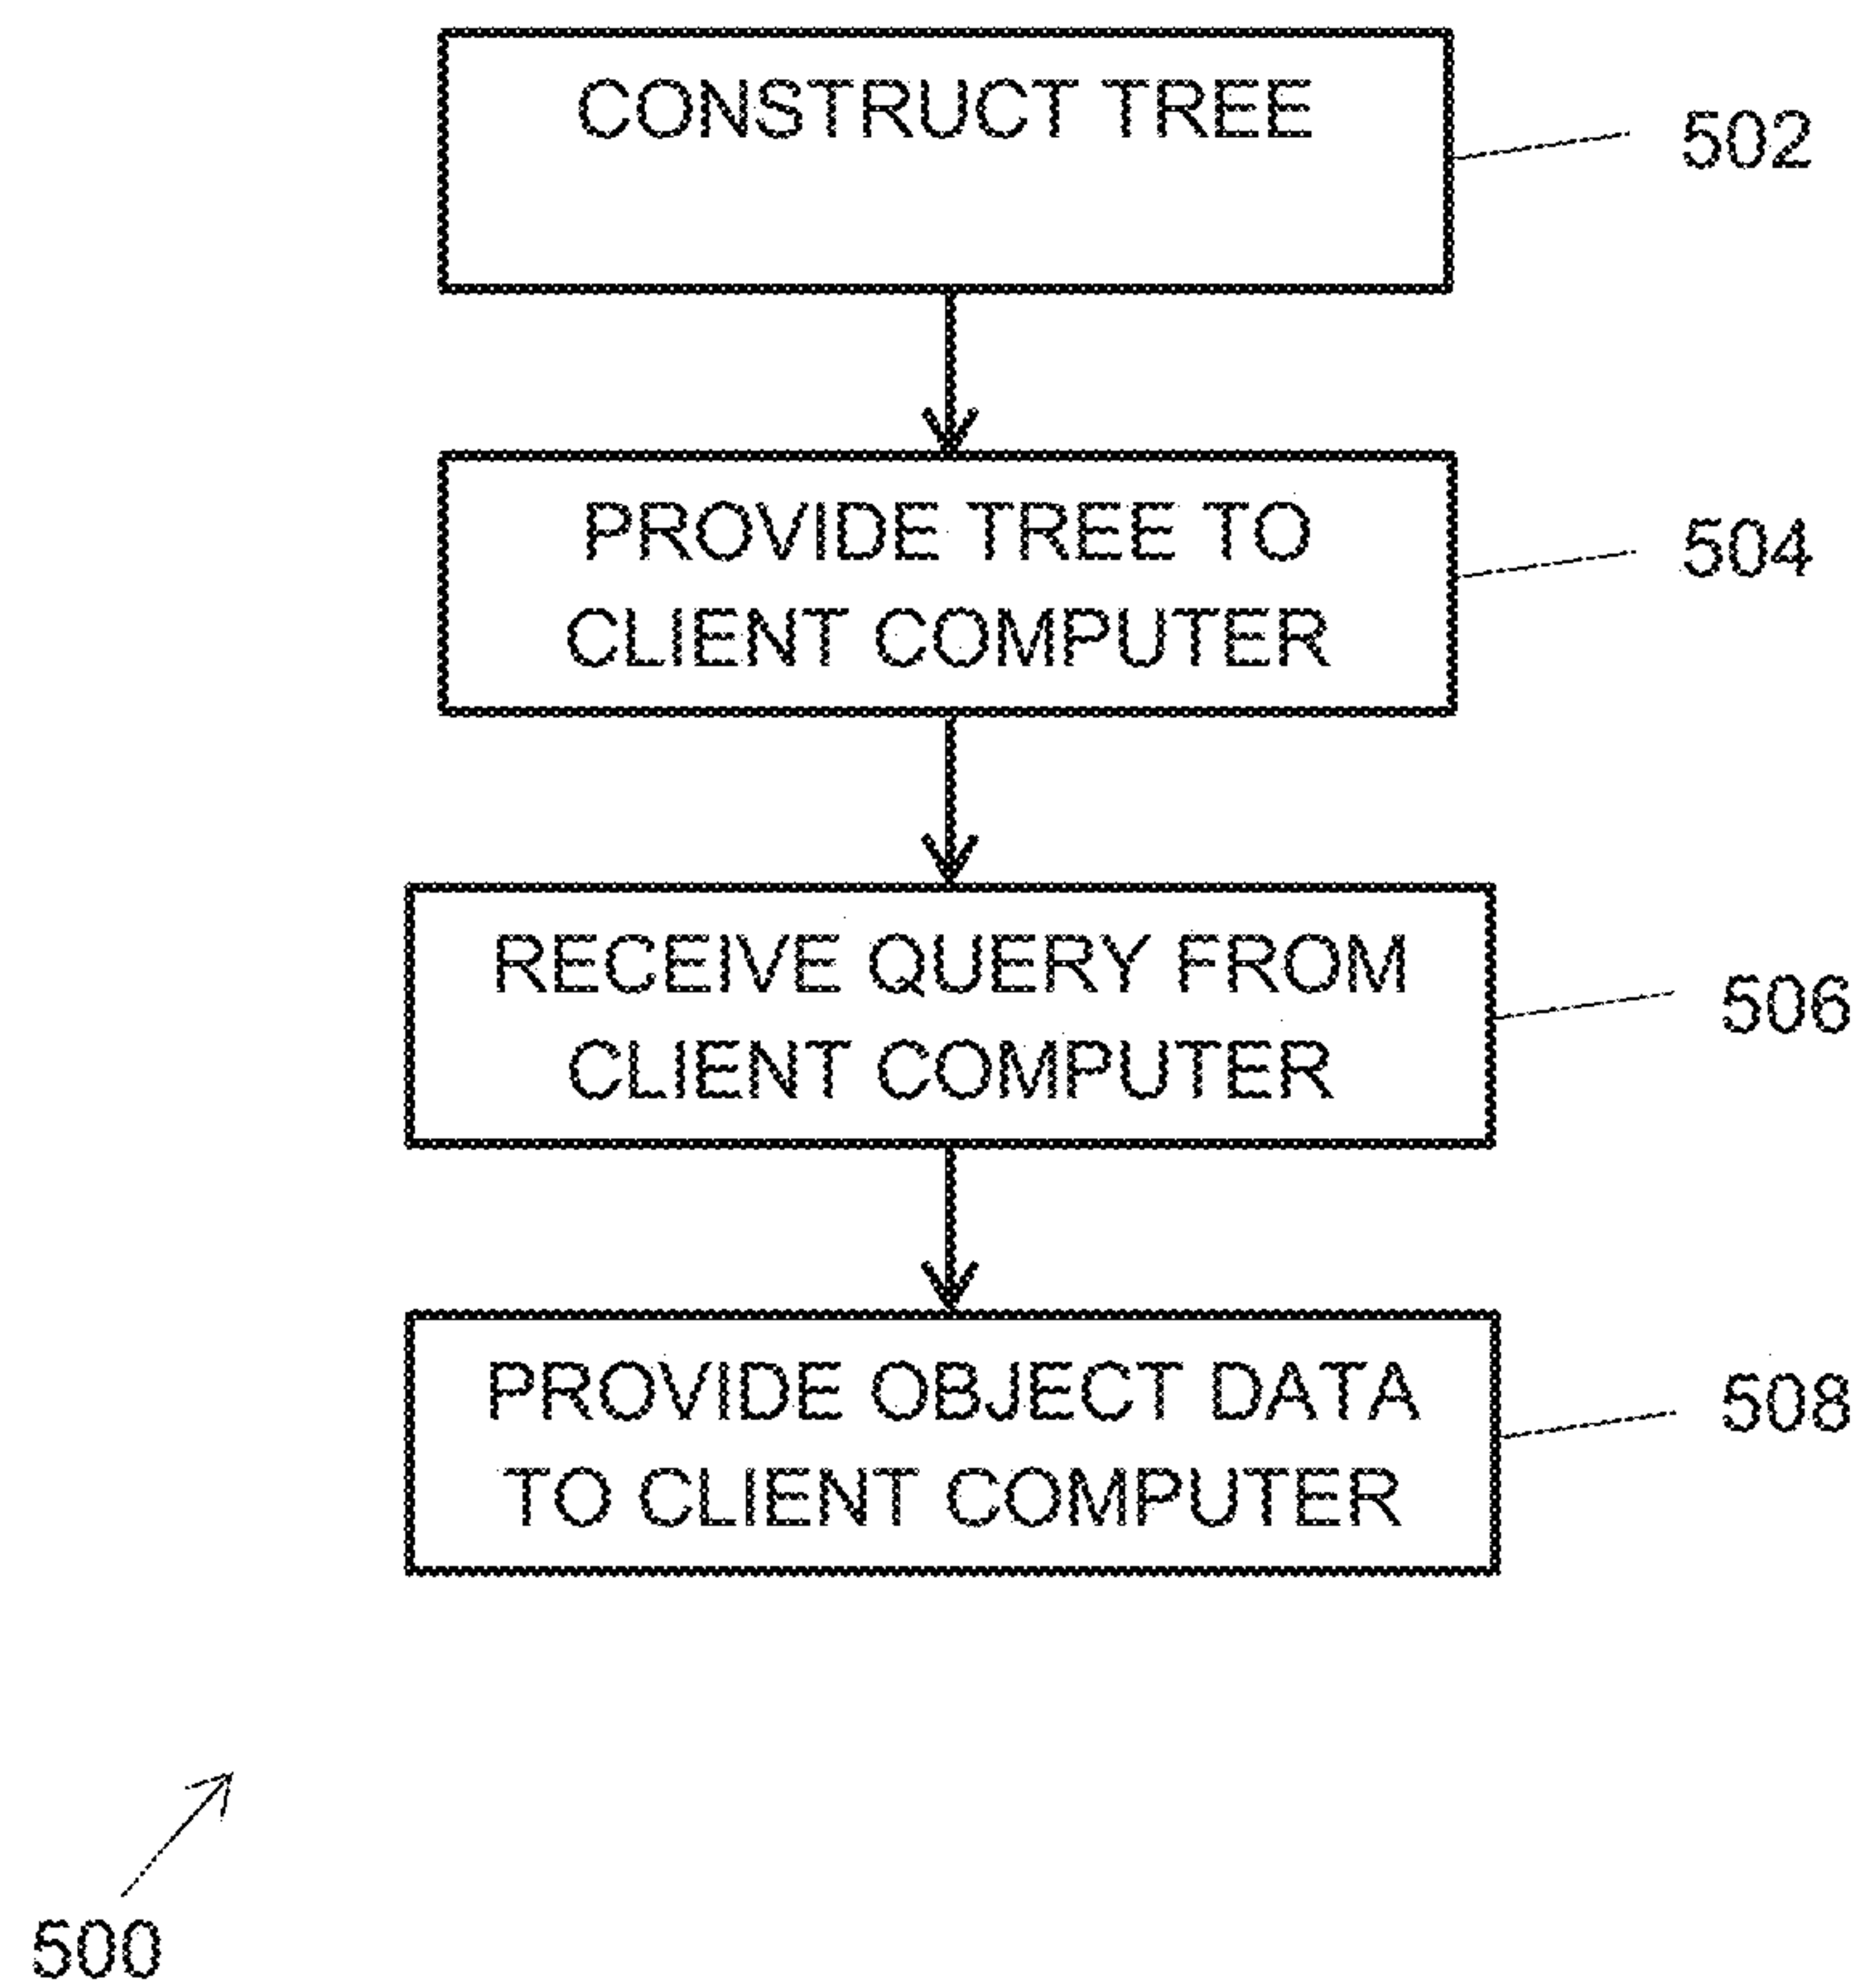 CONSTRUCT TREE
502
PROVIDE TREE TO
CLIENT COMPUTER
504
RECEIVE QUERY FROM
CLIENT COMPUTER
506
PROVIDE OBJECT DATA
TO CLIENT COMPUTER
508
500